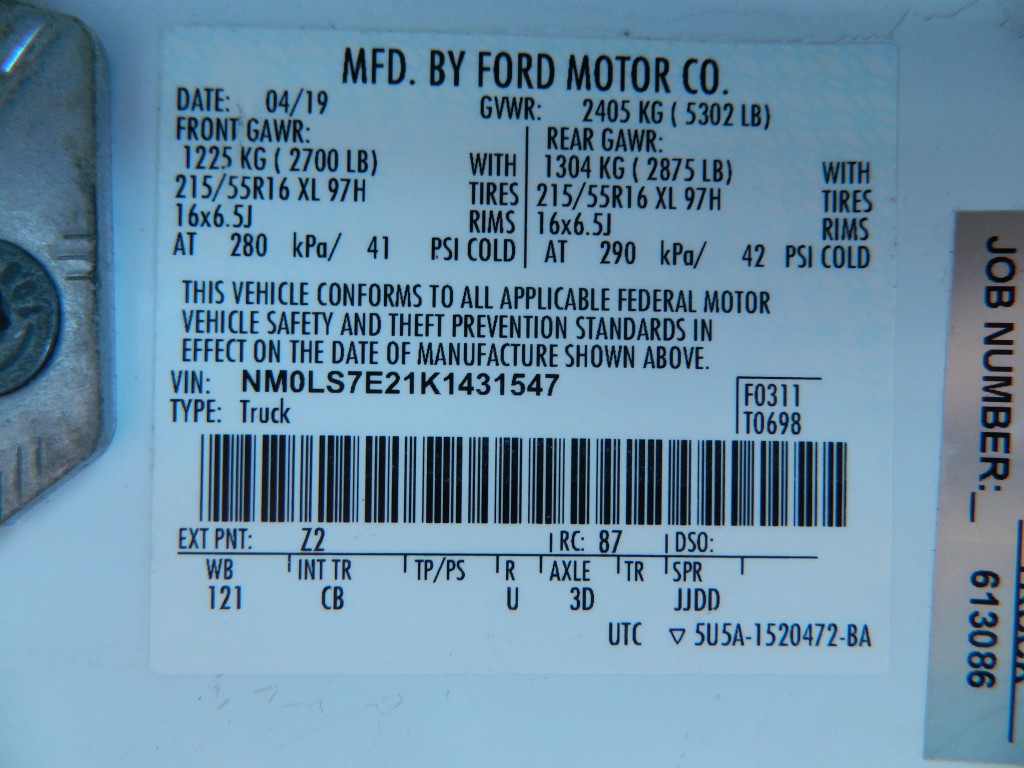 MFD. BY FORD MOTOR CO.
DATE: 04/19 GVWR: 2405 KG ( 5302 LB)
FRONT GAWR: REAR GAWR:
1225 KG ( 2700 LB) WITH 1304 KG ( 2875 LB) WITH
215/55R16 XL 97H TIRES 215/55R16 XL 97H TIRES
16x6.5J RIMS 16x6.5J RIMS
AT 280 kPa/ 41 PSI COLD AT 290 kPa/ 42 PSI COLD
THIS VEHICLE CONFORMS TO ALL APPLICABLE FEDERAL MOTOR
VEHICLE SAFETY AND THEFT PREVENTION STANDARDS IN
EFFECT ON THE DATE OF MANUFACTURE SHOWN ABOVE.
VIN: NM0LS7E21K1431547
TYPE: Truck
F0311
T0698
EXT PNT: Z2 RC: 87 DSO:
WB INT TR TP/PS R AXLE TR SPR
121 CB U 3D JJDD
UTC ▽ 5U5A-1520472-BA
JOB NUMBER:_ 613086